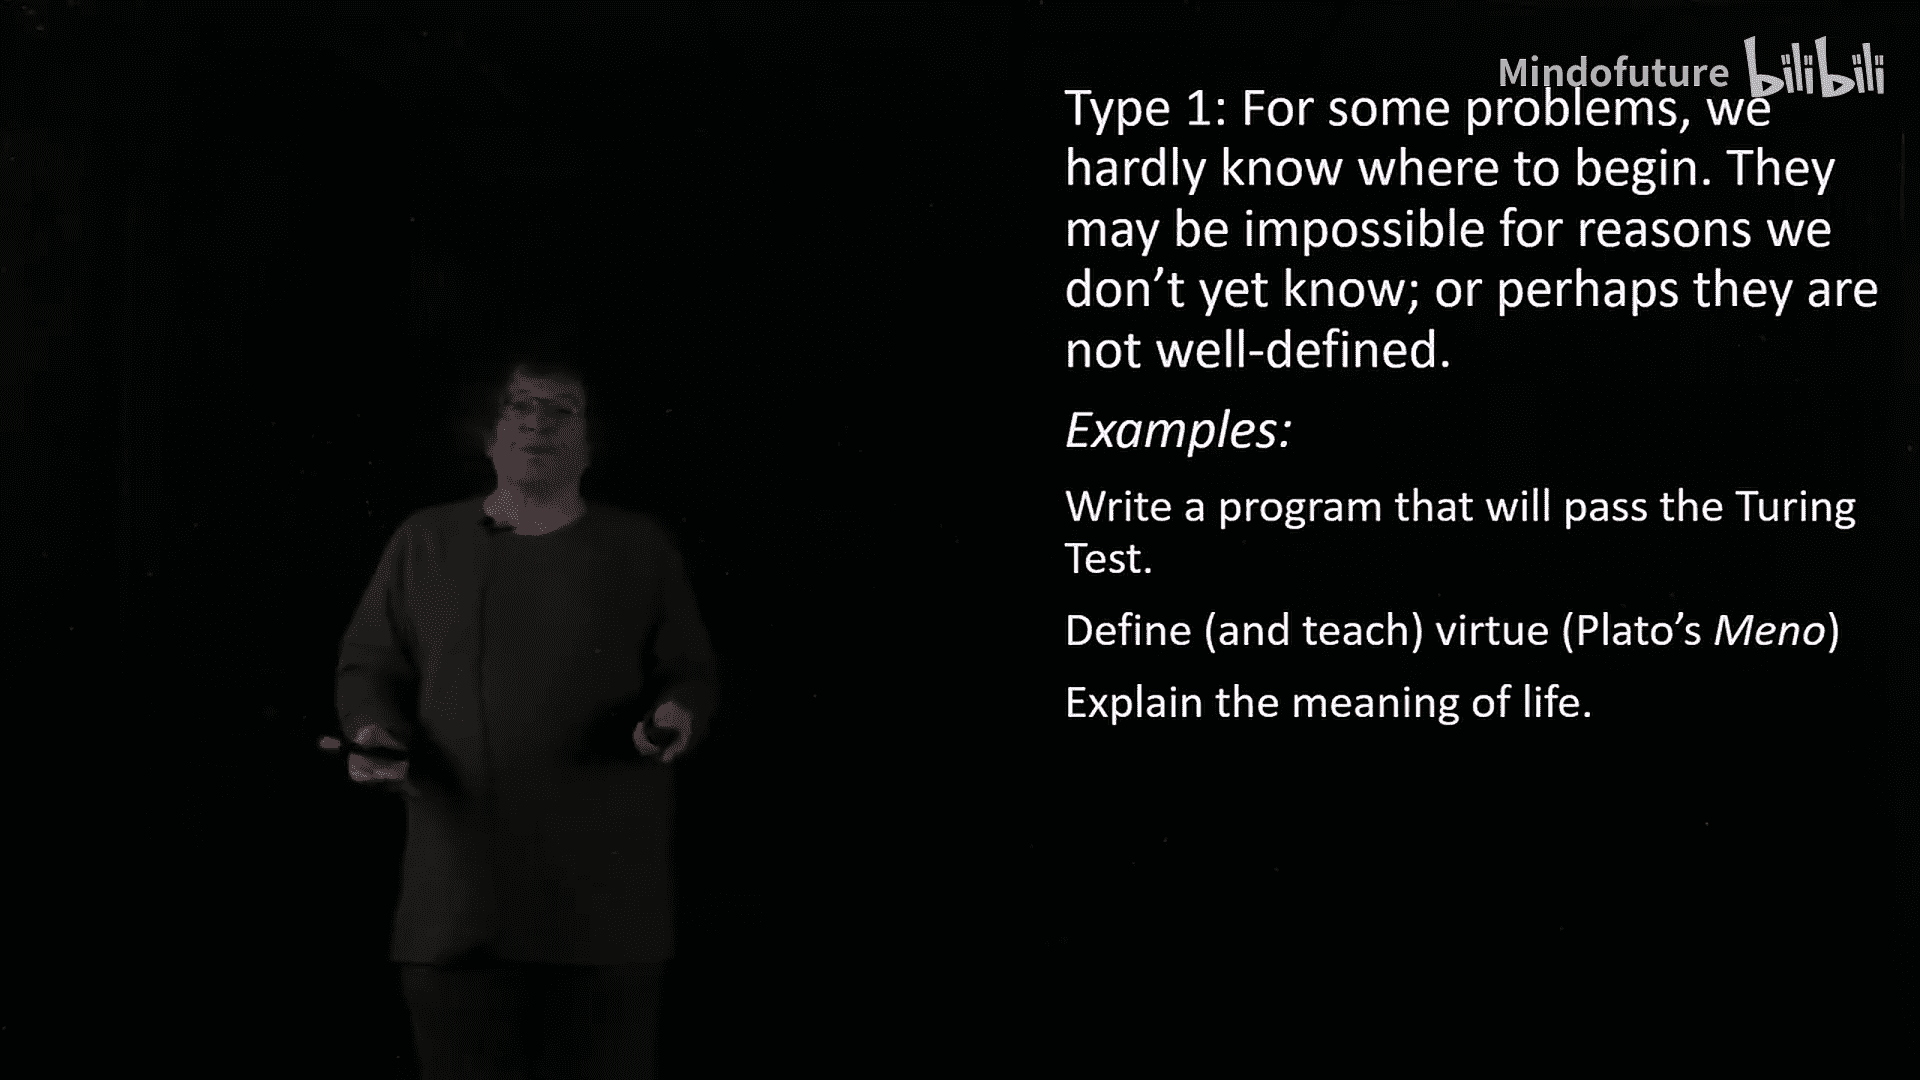 Mindofuture bilibili
Type 1: For some problems, we
hardly know where to begin. They
may be impossible for reasons we
don’t yet know; or perhaps they are
not well-defined.
Examples:
Write a program that will pass the Turing
Test.
Define (and teach) virtue (Plato’s Meno)
Explain the meaning of life.